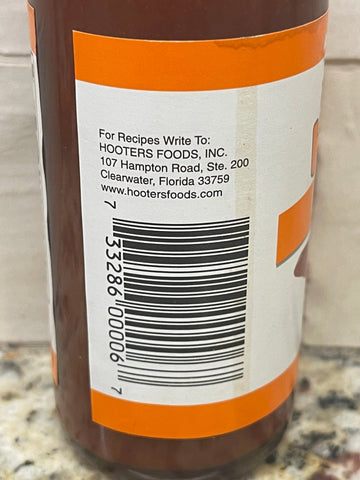 For Recipes Write To:
HOOTERS FOODS, INC.
107 Hampton Road, Ste. 200
Clearwater, Florida 33759
www.hootersfoods.com
7 33286 00006 7